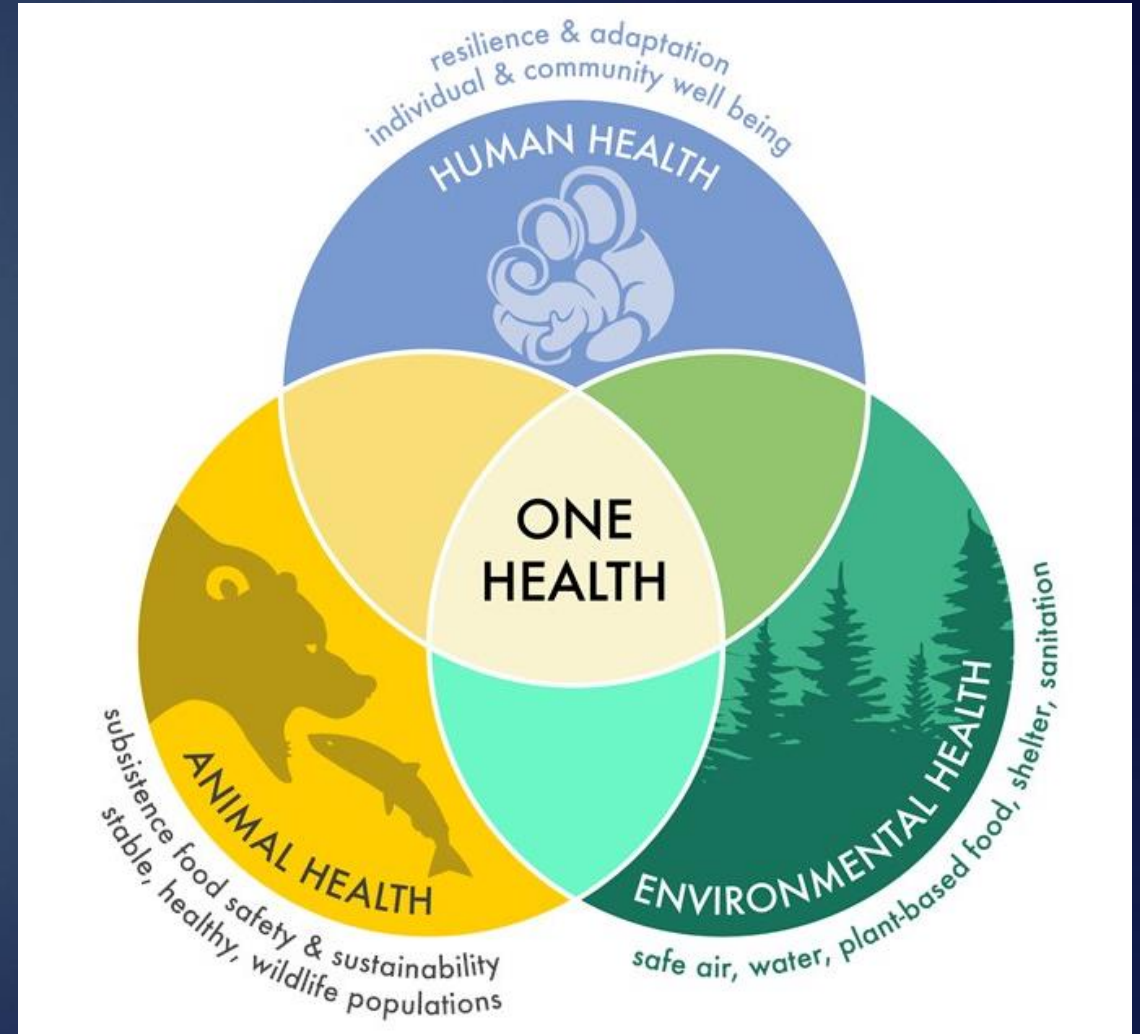 resilience & adaptation
individual & community well being
HUMAN HEALTH
ONE
HEALTH
ANIMAL HEALTH
subsistence food safety & sustainability
stable, healthy, wildlife populations
ENVIRONMENTAL HEALTH
safe air, water, plant-based food, shelter, sanitation